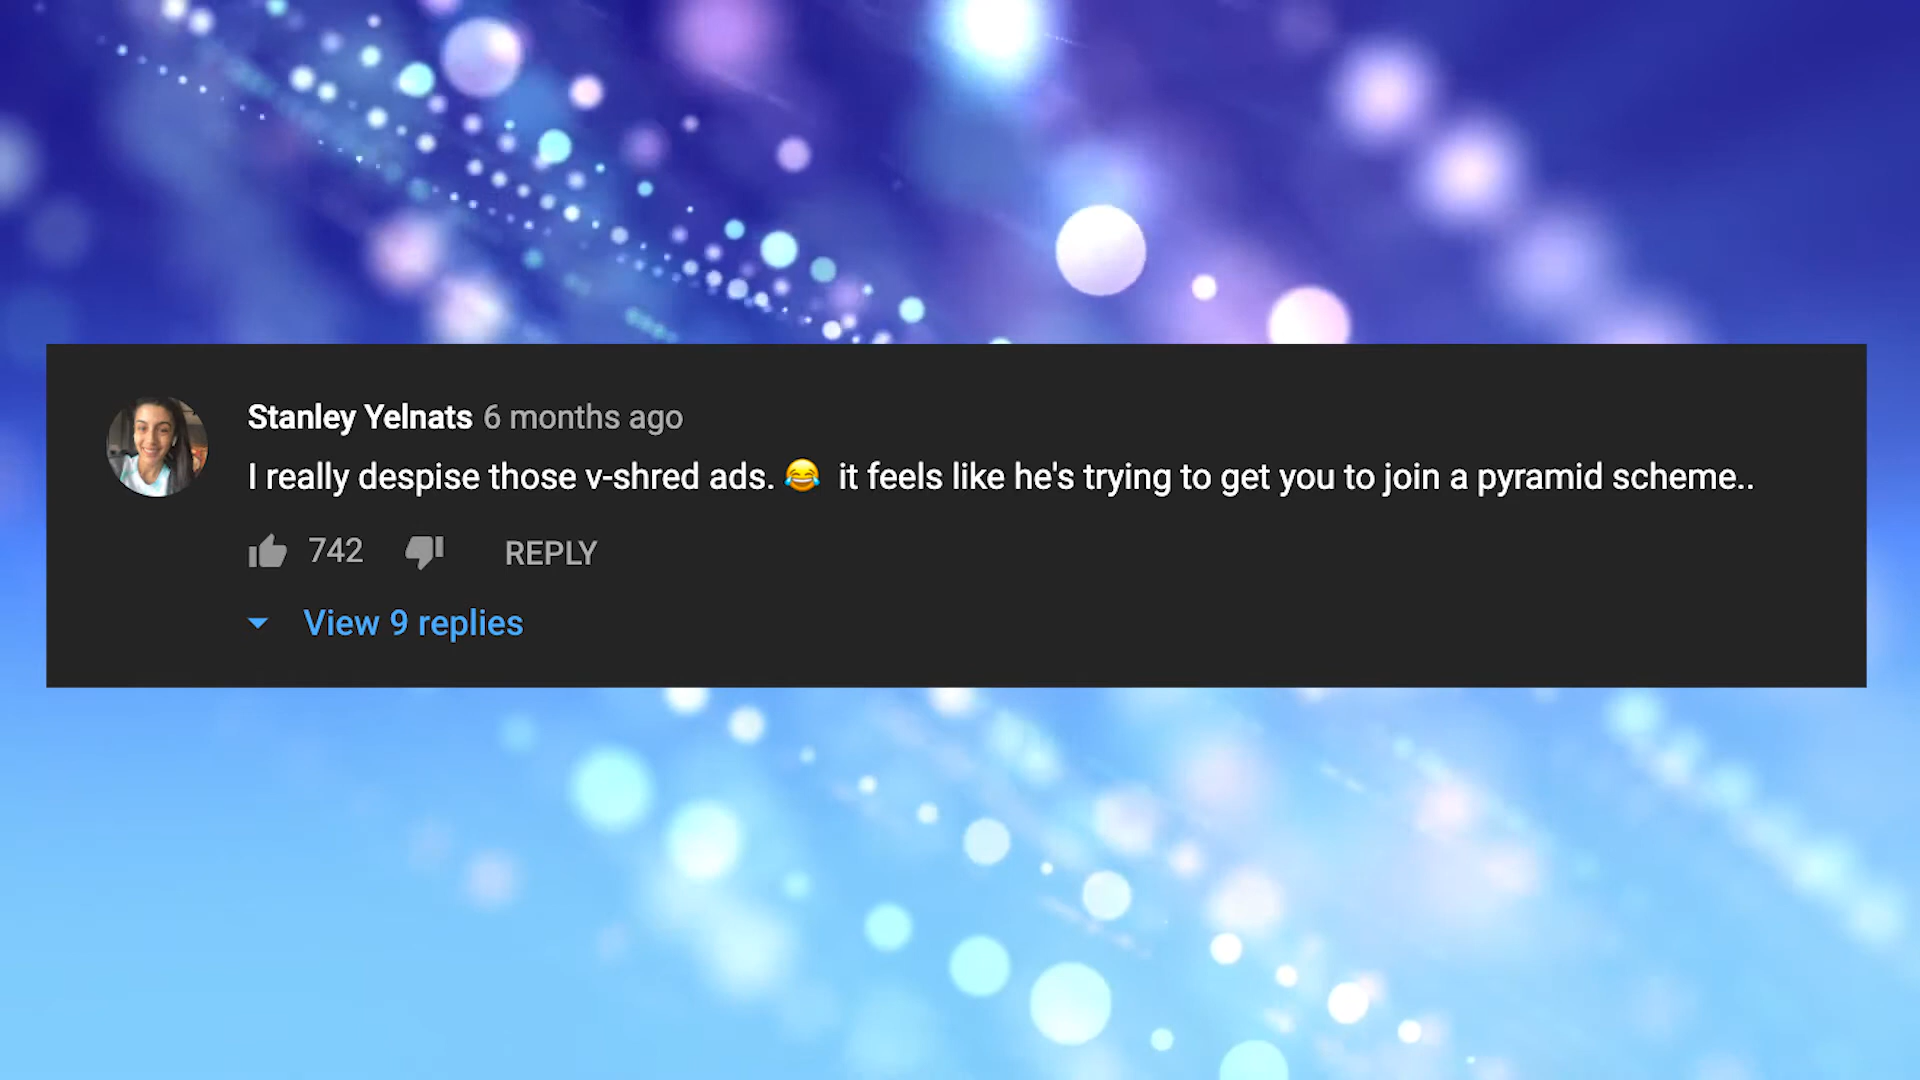 Stanley Yelnats 6 months ago
I really despise those v-shred ads. 😂 it feels like he's trying to get you to join a pyramid scheme..
742 REPLY
View 9 replies